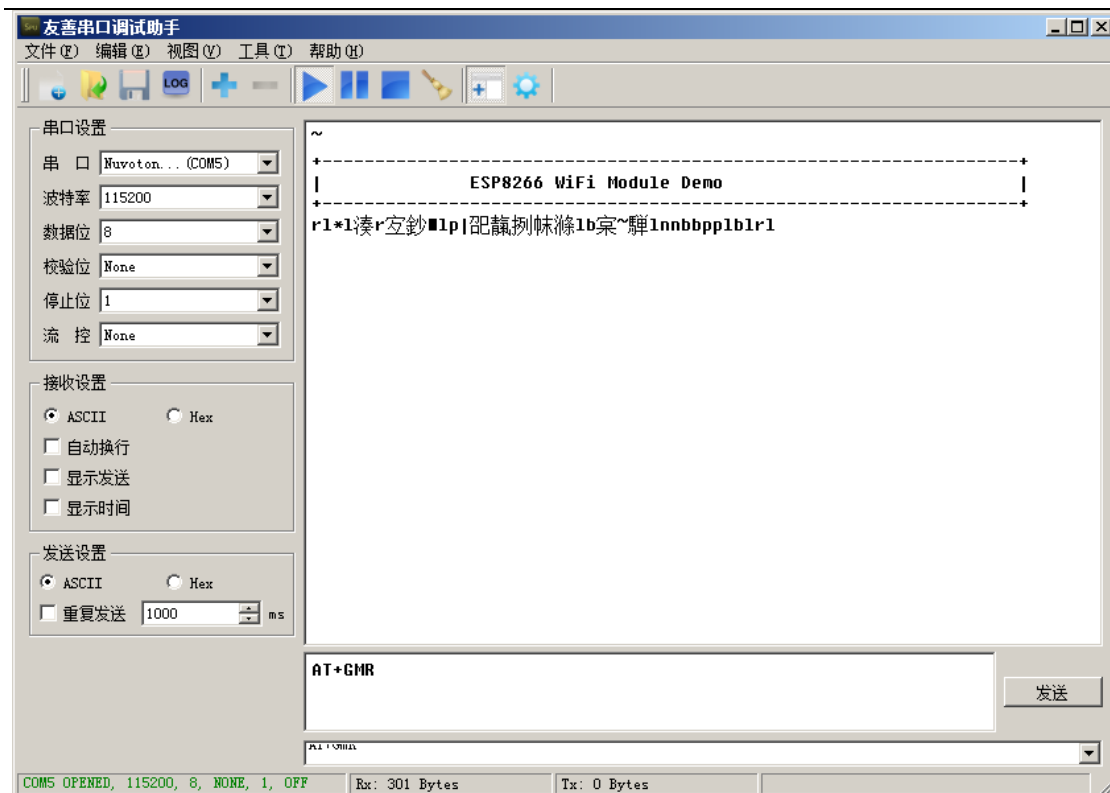 友善串口调试助手
文件(F) 编辑(E) 视图(V) 工具(T) 帮助(H)
LOG
串口设置
串 口 Nuvoton...(COM5)
波特率 115200
数据位 8
校验位 None
停止位 1
流 控 None
接收设置
ASCII Hex
自动换行
显示发送
显示时间
发送设置
ASCII Hex
重复发送 1000 ms
~
+------------------------------------------------------------------+
| ESP8266 WiFi Module Demo |
+------------------------------------------------------------------+
AT+GMR
发送
AT+GMR
COM5 OPENED, 115200, 8, NONE, 1, OFF Rx: 301 Bytes Tx: 0 Bytes